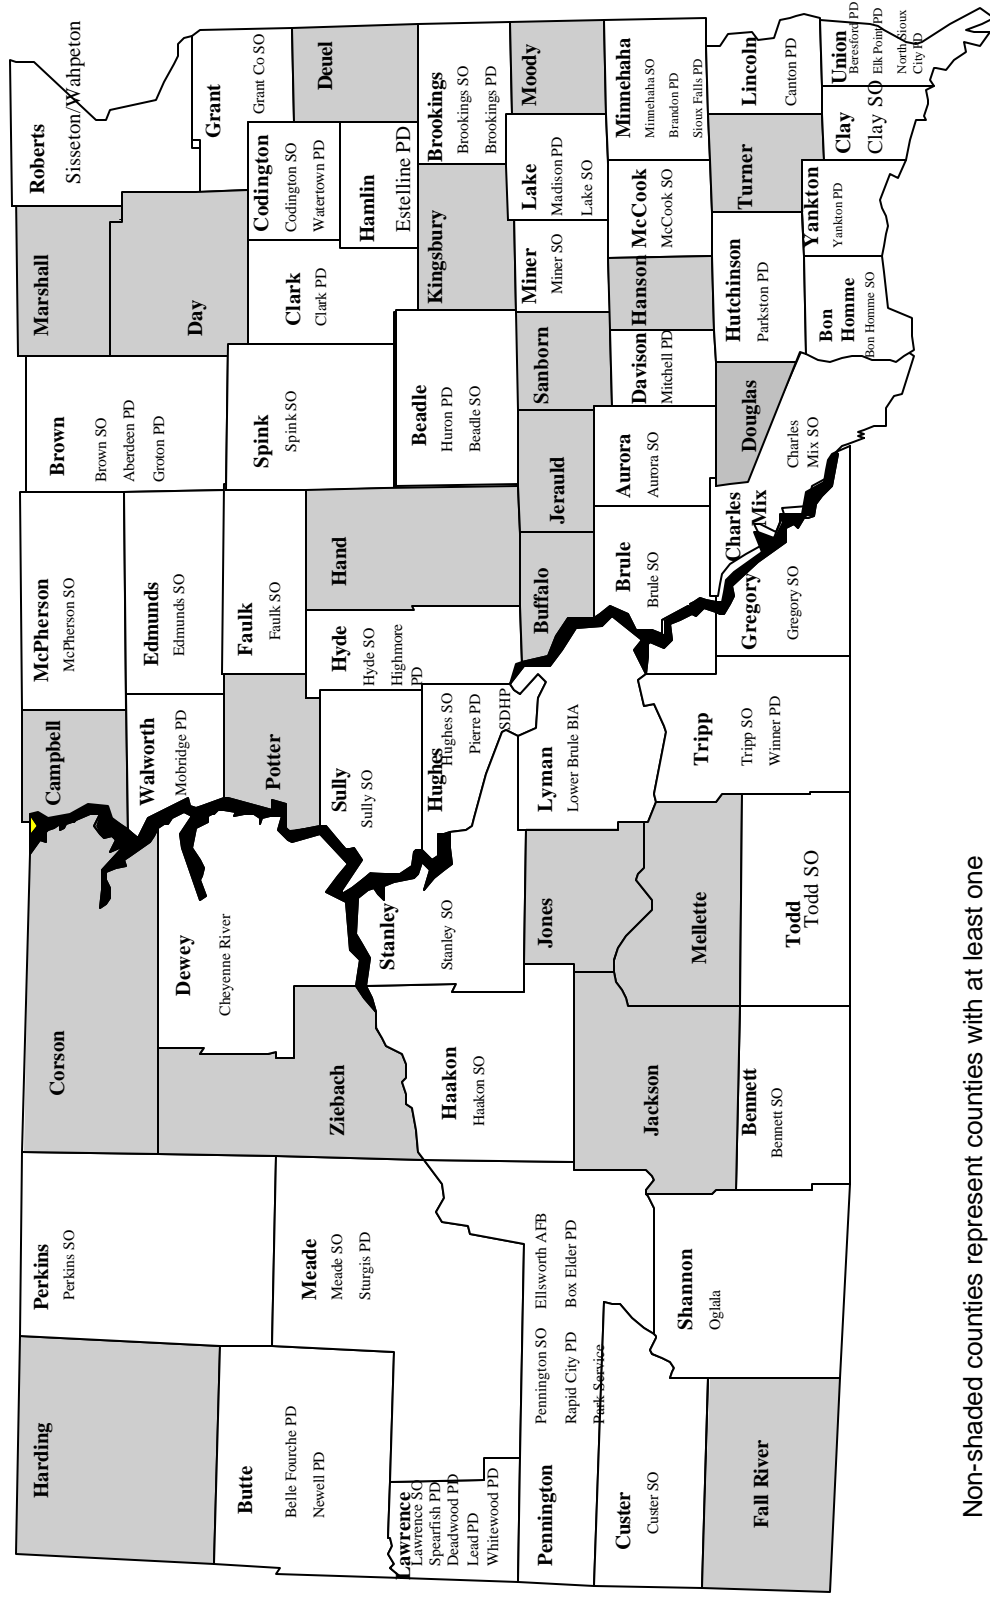 Harding
Perkins
Perkins SO
Corson
Campbell
McPherson
McPherson SO
Brown
Brown SO
Aberdeen PD
Groton PD
Marshall
Roberts
Sisseton/Wahpeton
Day
Grant
Grant Co SO
Butte
Belle Fourche PD
Newell PD
Meade
Meade SO
Sturgis PD
Ziebach
Dewey
Cheyenne River
Walworth
Mobridge PD
Edmunds
Edmunds SO
Potter
Faulk
Faulk SO
Spink
Spink SO
Clark
Clark PD
Codington
Codington SO
Watertown PD
Deuel
Hamlin
Estelline PD
Lawrence
Lawrence SO
Spearfish PD
Deadwood PD
Lead PD
Whitewood PD
Haakon
Haakon SO
Stanley
Stanley SO
Sully
Sully SO
Hughes
Hughes SO
Pierre PD
SDHP
Hyde
Hyde SO
Highmore
PD
Hand
Beadle
Huron PD
Beadle SO
Kingsbury
Brookings
Brookings SO
Brookings PD
Pennington
Pennington SO
Rapid City PD
Park Service
Ellsworth AFB
Box Elder PD
Jackson
Jones
Lyman
Lower Brule BIA
Buffalo
Jerauld
Sanborn
Miner
Miner SO
Lake
Madison PD
Lake SO
Moody
Custer
Custer SO
Shannon
Oglala
Mellette
Tripp
Tripp SO
Winner PD
Brule
Brule SO
Aurora
Aurora SO
Davison
Mitchell PD
Hanson
McCook
McCook SO
Minnehaha
Minnehaha SO
Brandon PD
Sioux Falls PD
Fall River
Bennett
Bennett SO
Todd
Todd SO
Gregory
Gregory SO
Charles
Mix
Charles
Mix SO
Douglas
Hutchinson
Parkston PD
Turner
Lincoln
Canton PD
Bon
Homme
Bon Homme SO
Yankton
Yankton PD
Clay
Clay SO
Union
Beresford PD
Elk Point PD
North Sioux
City PD
Non-shaded counties represent counties with at least one